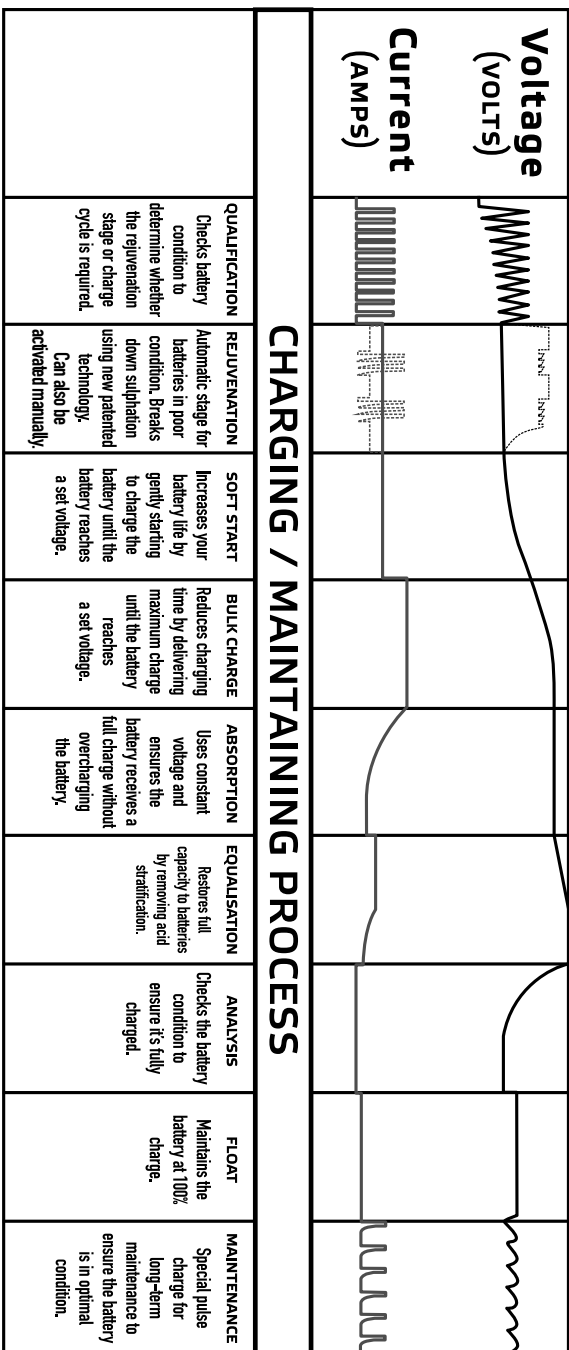 Voltage
(VOLTS)
Current
(AMPS)
CHARGING / MAINTAINING PROCESS
QUALIFICATION
Checks battery
condition to
determine whether
the rejuvenation
stage or charge
cycle is required.
REJUVENATION
Automatic stage for
batteries in poor
condition. Breaks
down sulphation
using new patented
technology.
Can also be
activated manually.
SOFT START
Increases your
battery life by
gently starting
to charge the
battery until the
battery reaches
a set voltage.
BULK CHARGE
Reduces charging
time by delivering
maximum charge
until the battery
reaches
a set voltage.
ABSORPTION
Uses constant
voltage and
ensures the
battery receives a
full charge without
overcharging
the battery.
EQUALISATION
Restores full
capacity to batteries
by removing acid
stratification.
ANALYSIS
Checks the battery
condition to
ensure it's fully
charged.
FLOAT
Maintains the
battery at 100%
charge.
MAINTENANCE
Special pulse
charge for
long-term
maintenance to
ensure the battery
is in optimal
condition.